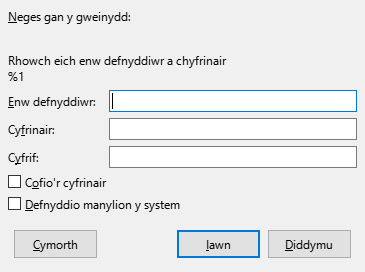 Neges gan y gweinydd:
Rhowch eich enw defnyddiwr a chyfrinair
%1
Enw defnyddiwr:
Cyfrinair:
Cyfrif:
Cofio'r cyfrinair
Defnyddio manylion y system
Cymorth
Iawn
Diddymu